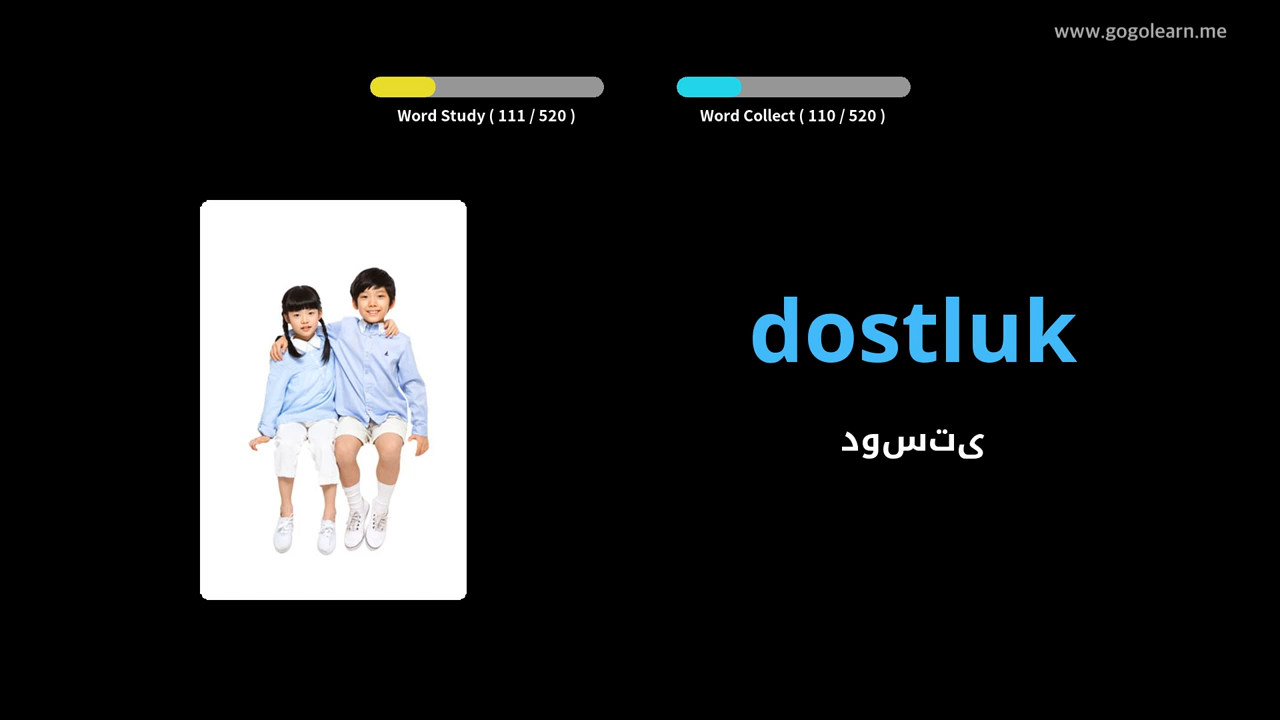 www.gogolearn.me
Word Study ( 111 / 520 )
Word Collect ( 110 / 520 )
dostluk
دوستی